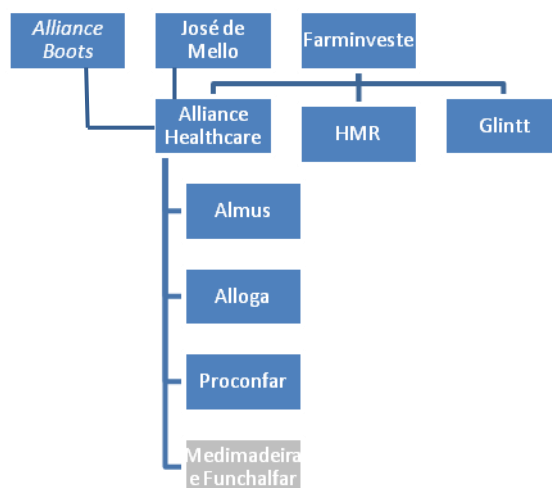 Alliance
Boots
José de
Mello
Farminveste
Alliance
Healthcare
HMR
Glintt
Almus
Alloga
Proconfar
Medimadeira
e Funchalfar